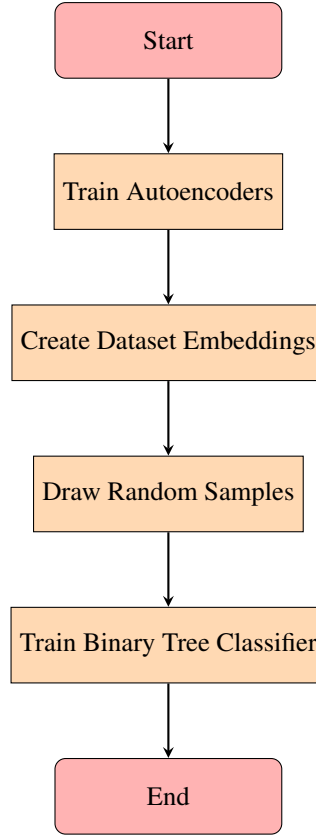 Start
Train Autoencoders
Create Dataset Embeddings
Draw Random Samples
Train Binary Tree Classifier
End